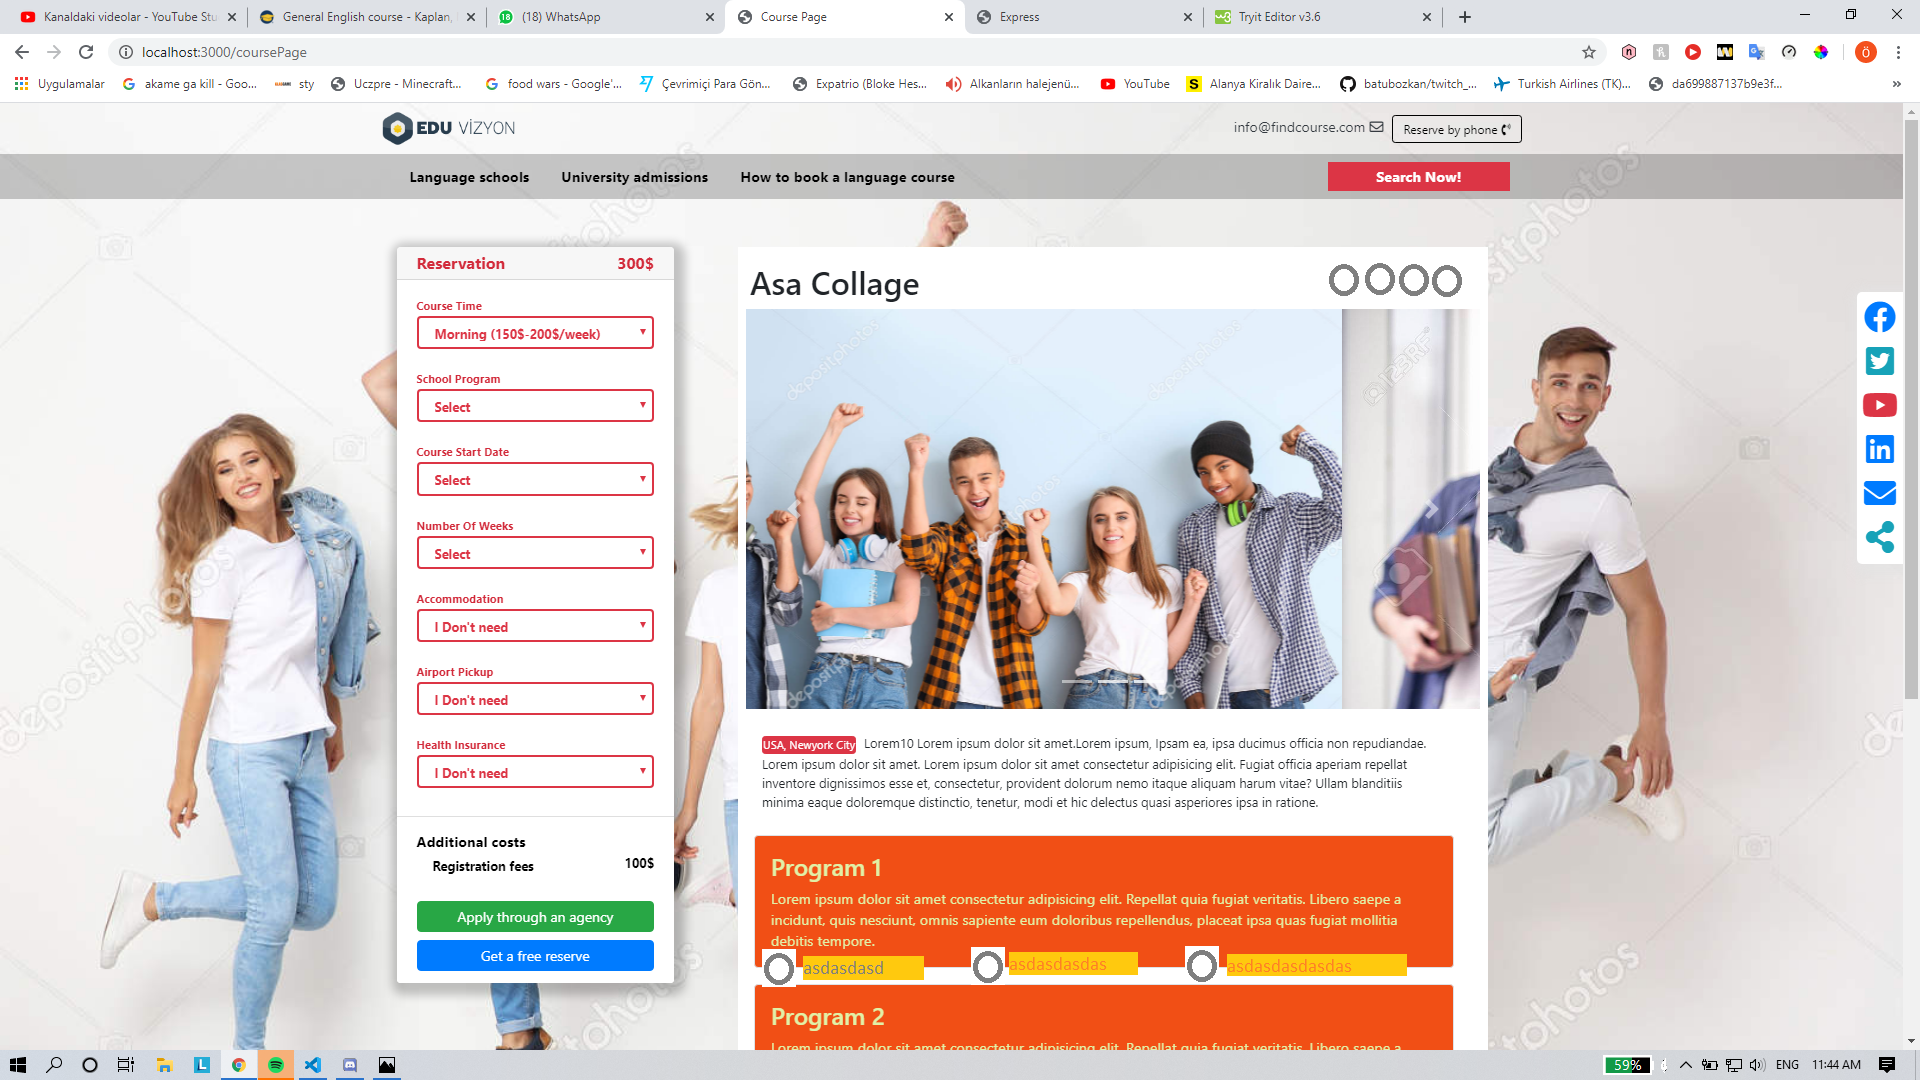 Kanaldaki videolar - YouTube Stu
General English course - Kaplan,
(18) WhatsApp
Course Page
Express
Tryit Editor v3.6
localhost:3000/coursePage
Uygulamalar
akame ga kill - Goo...
sty
Uczpre - Minecraft...
food wars - Google'...
Çevrimiçi Para Gön...
Expatrio (Bloke Hes...
Alkanların halejenü...
YouTube
Alanya Kiralık Daire...
batubozkan/twitch_...
Turkish Airlines (TK)...
da699887137b9e3f...
EDU VİZYON
info@findcourse.com
Reserve by phone
Language schools
University admissions
How to book a language course
Search Now!
Reservation 300$
Course Time
Morning (150$-200$/week)
School Program
Select
Course Start Date
Select
Number Of Weeks
Select
Accommodation
I Don't need
Airport Pickup
I Don't need
Health Insurance
I Don't need
Additional costs
Registration fees 100$
Apply through an agency
Get a free reserve
Asa Collage
depositphotos
@123RF
USA, Newyork City Lorem10 Lorem ipsum dolor sit amet.Lorem ipsum, Ipsam ea, ipsa ducimus officia non repudiandae.
Lorem ipsum dolor sit amet. Lorem ipsum dolor sit amet consectetur adipisicing elit. Fugiat officia aperiam repellat
inventore dignissimos esse et, consectetur, provident dolorum nemo itaque aliquam harum vitae? Ullam blanditiis
minima eaque doloremque distinctio, tenetur, modi et hic delectus quasi asperiores ipsa in ratione.
Program 1
Lorem ipsum dolor sit amet consectetur adipisicing elit. Repellat quia fugiat veritatis. Libero saepe a
incidunt, quis nesciunt, omnis sapiente eum doloribus repellendus, placeat ipsa quas fugiat mollitia
debitis tempore.
asdasdasd
asdasdasdas
asdasdasdasdas
Program 2
Lorem ipsum dolor sit amet consectetur adipisicing elit. Repellat quia fugiat veritatis. Libero saepe a
59%
ENG
11:44 AM